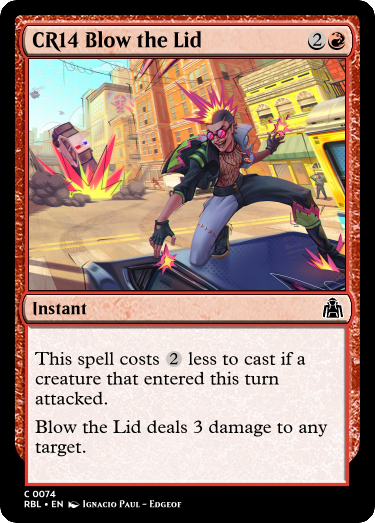 CR14 Blow the Lid 2
Instant
This spell costs 2 less to cast if a
creature that entered this turn
attacked.
Blow the Lid deals 3 damage to any
target.
C 0074
RBL • EN Ignacio Paul – Edgeof